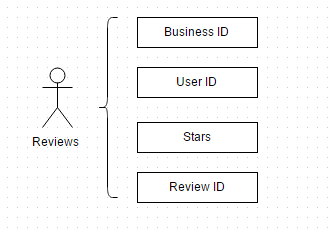 Business ID
User ID
Stars
Reviews
Review ID